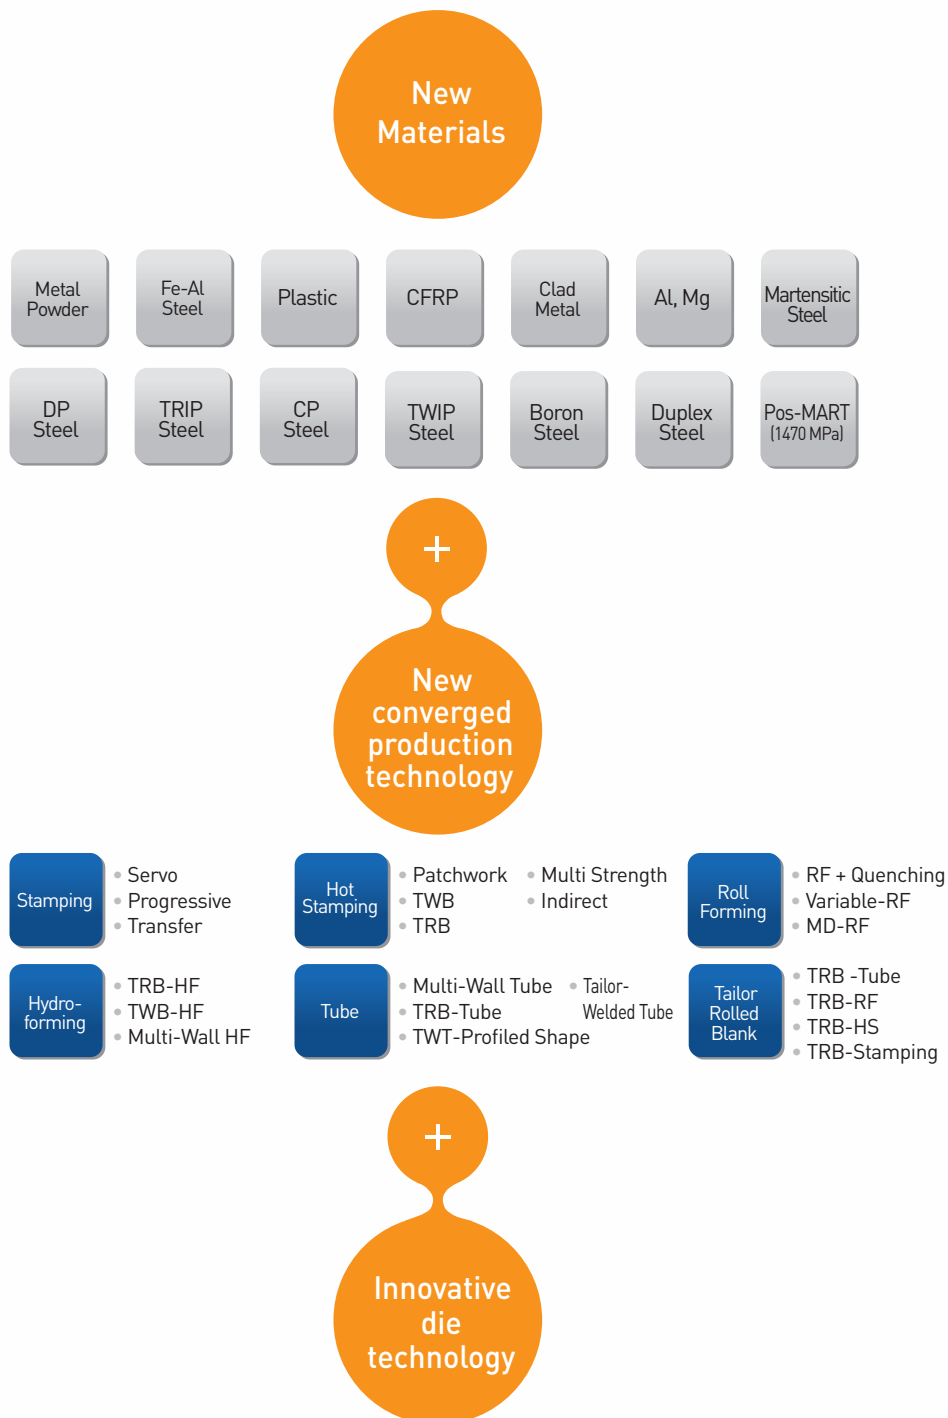 New
Materials
Metal
Powder
Fe-Al
Steel
Plastic
CFRP
Clad
Metal
Al, Mg
Martensitic
Steel
DP
Steel
TRIP
Steel
CP
Steel
TWIP
Steel
Boron
Steel
Duplex
Steel
Pos-MART
(1470 MPa)
+
New
converged
production
technology
Stamping
• Servo
• Progressive
• Transfer
Hot
Stamping
• Patchwork
• TWB
• TRB
• Multi Strength
• Indirect
Roll
Forming
• RF + Quenching
• Variable-RF
• MD-RF
Hydro-
forming
• TRB-HF
• TWB-HF
• Multi-Wall HF
Tube
• Multi-Wall Tube
• TRB-Tube
• TWT-Profiled Shape
• Tailor-
Welded Tube
Tailor
Rolled
Blank
• TRB -Tube
• TRB-RF
• TRB-HS
• TRB-Stamping
+
Innovative
die
technology